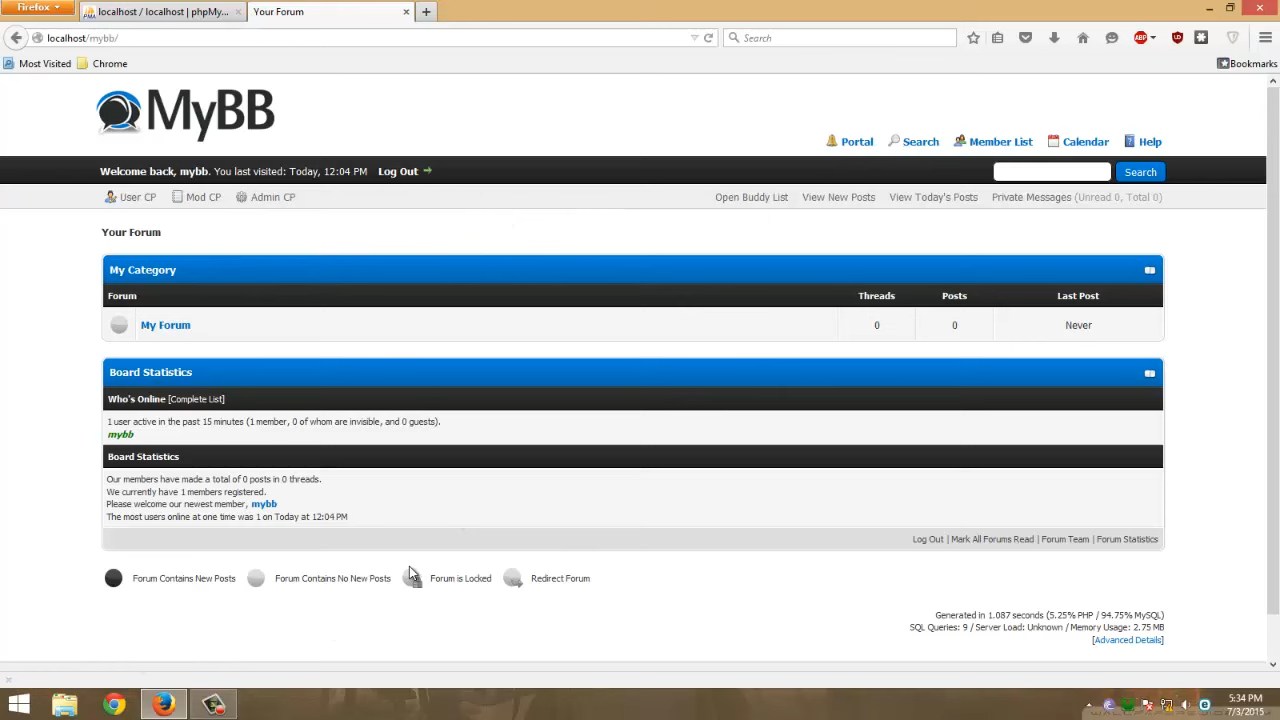 Firefox
localhost / localhost | phpMy...
Your Forum
localhost/mybb/
Search
Most Visited
Chrome
Bookmarks
MyBB
Portal
Search
Member List
Calendar
Help
Welcome back, mybb. You last visited: Today, 12:04 PM Log Out
Search
User CP
Mod CP
Admin CP
Open Buddy List
View New Posts
View Today's Posts
Private Messages (Unread 0, Total 0)
Your Forum
My Category
Forum Threads Posts Last Post
My Forum 0 0 Never
Board Statistics
Who's Online [Complete List]
1 user active in the past 15 minutes (1 member, 0 of whom are invisible, and 0 guests).
mybb
Board Statistics
Our members have made a total of 0 posts in 0 threads.
We currently have 1 members registered.
Please welcome our newest member, mybb
The most users online at one time was 1 on Today at 12:04 PM
Log Out | Mark All Forums Read | Forum Team | Forum Statistics
Forum Contains New Posts
Forum Contains No New Posts
Forum is Locked
Redirect Forum
Generated in 1.087 seconds (5.25% PHP / 94.75% MySQL)
SQL Queries: 9 / Server Load: Unknown / Memory Usage: 2.75 MB
[Advanced Details]
5:34 PM
7/3/2015